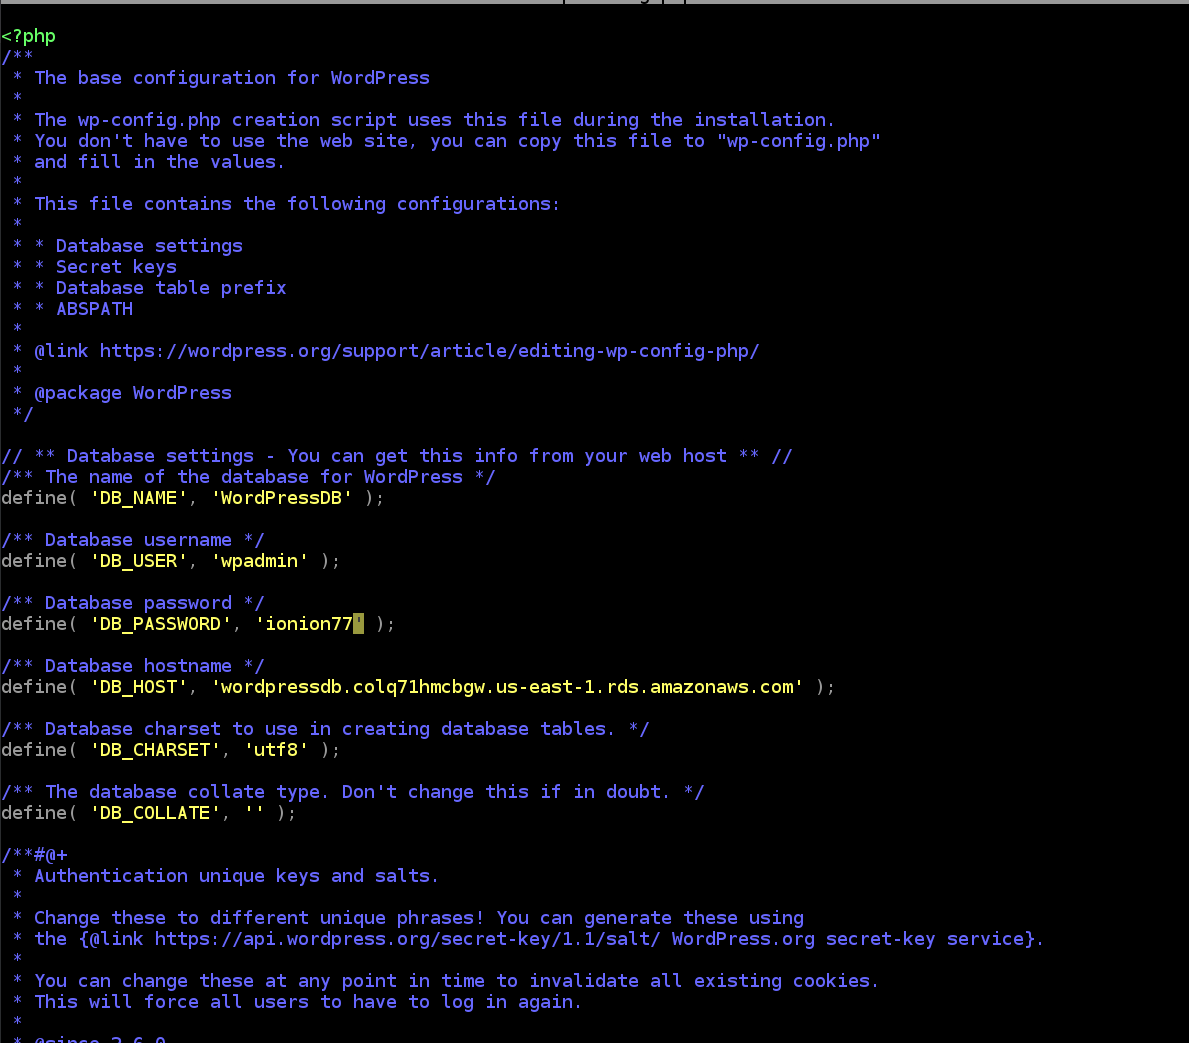 <?php
/**
 * The base configuration for WordPress
 *
 * The wp-config.php creation script uses this file during the installation.
 * You don't have to use the web site, you can copy this file to "wp-config.php"
 * and fill in the values.
 *
 * This file contains the following configurations:
 *
 * * Database settings
 * * Secret keys
 * * Database table prefix
 * * ABSPATH
 *
 * @link https://wordpress.org/support/article/editing-wp-config-php/
 *
 * @package WordPress
 */

// ** Database settings - You can get this info from your web host ** //
/** The name of the database for WordPress */
define( 'DB_NAME', 'WordPressDB' );

/** Database username */
define( 'DB_USER', 'wpadmin' );

/** Database password */
define( 'DB_PASSWORD', 'ionion77' );

/** Database hostname */
define( 'DB_HOST', 'wordpressdb.colq71hmcbgw.us-east-1.rds.amazonaws.com' );

/** Database charset to use in creating database tables. */
define( 'DB_CHARSET', 'utf8' );

/** The database collate type. Don't change this if in doubt. */
define( 'DB_COLLATE', '' );

/**#@+
 * Authentication unique keys and salts.
 *
 * Change these to different unique phrases! You can generate these using
 * the {@link https://api.wordpress.org/secret-key/1.1/salt/ WordPress.org secret-key service}.
 *
 * You can change these at any point in time to invalidate all existing cookies.
 * This will force all users to have to log in again.
 *
 * @since 2.6.0